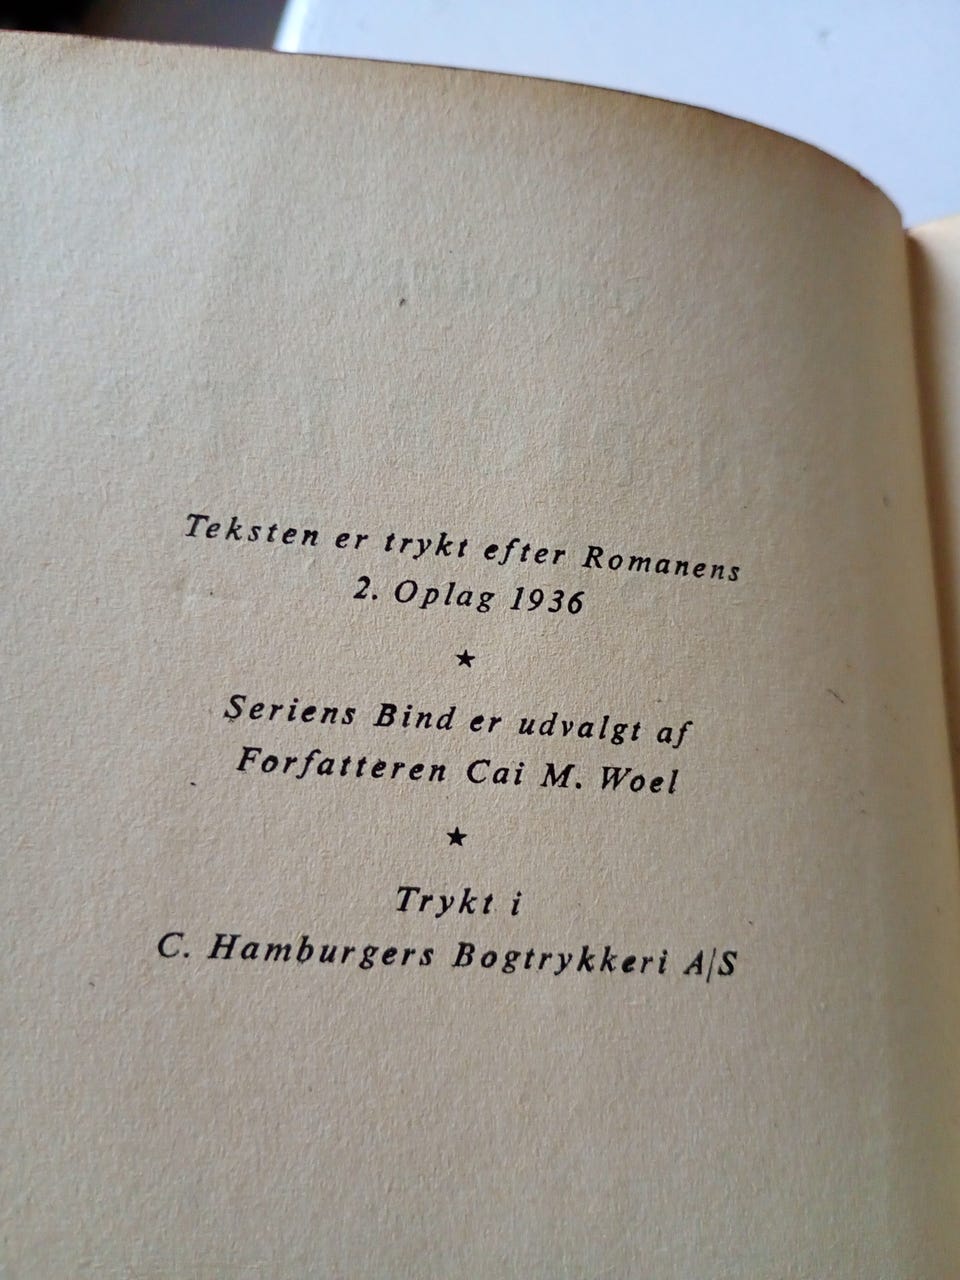 Teksten er trykt efter Romanens
2. Oplag 1936
★
Seriens Bind er udvalgt af
Forfatteren Cai M. Woel
★
Trykt i
C. Hamburgers Bogtrykkeri A/S